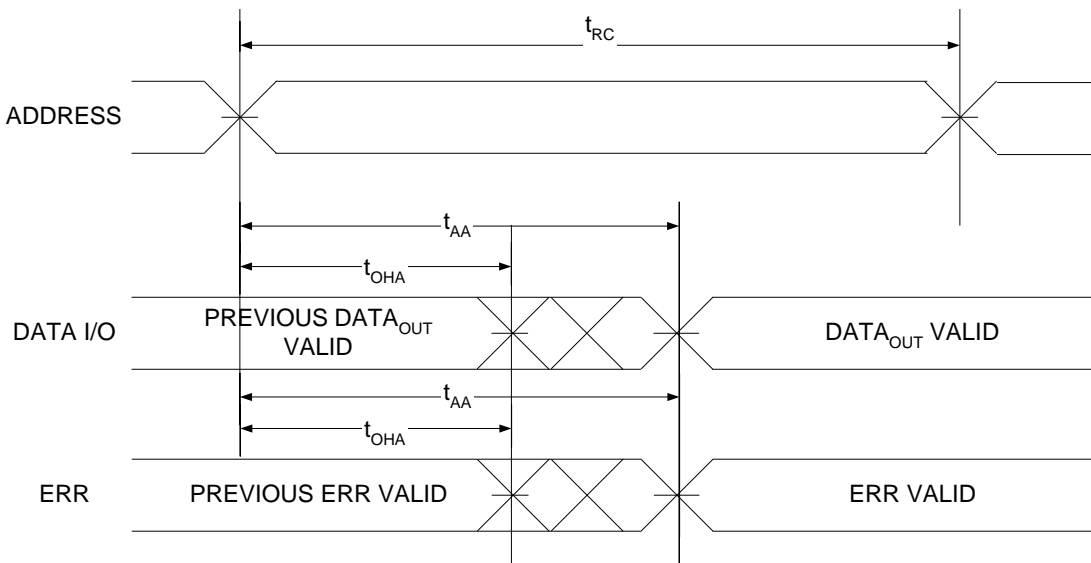 tRC
ADDRESS
tAA
tOHA
DATA I/O
PREVIOUS DATAOUT
VALID
DATAOUT VALID
tAA
tOHA
ERR
PREVIOUS ERR VALID
ERR VALID